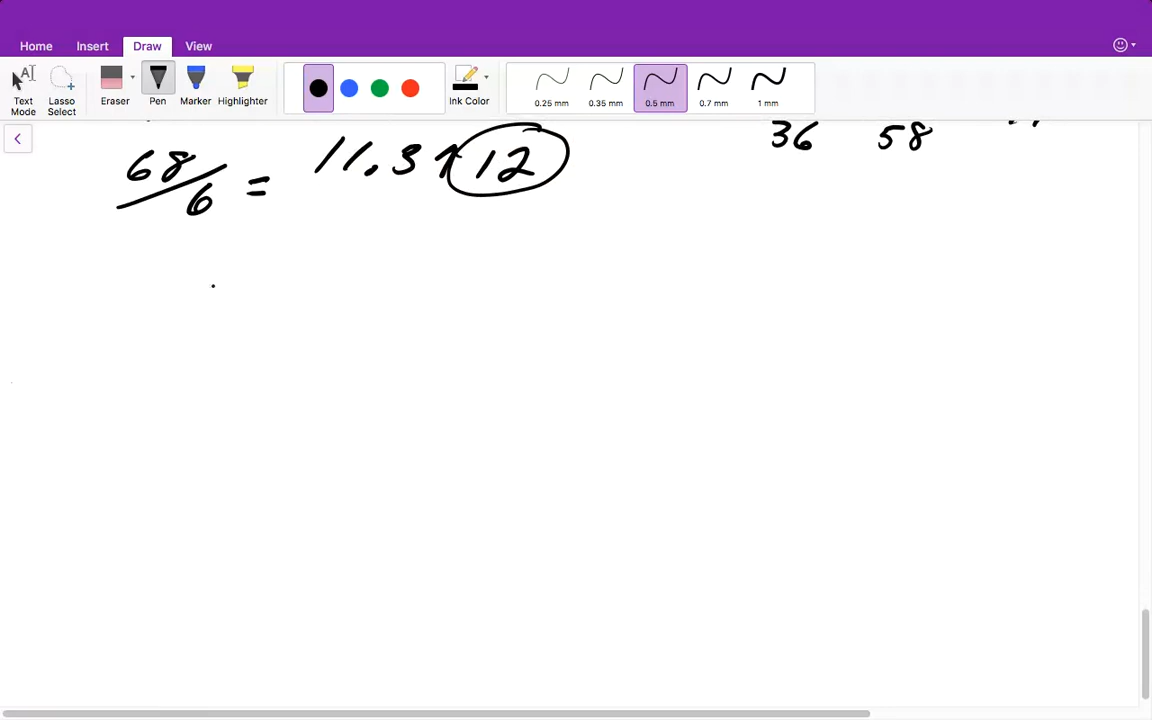 Home Insert Draw View
Text Mode
Lasso Select
Eraser
Pen
Marker
Highlighter
Ink Color
0.25 mm
0.35 mm
0.5 mm
0.7 mm
1 mm
36 58
68/6 = 11.3↑ 12